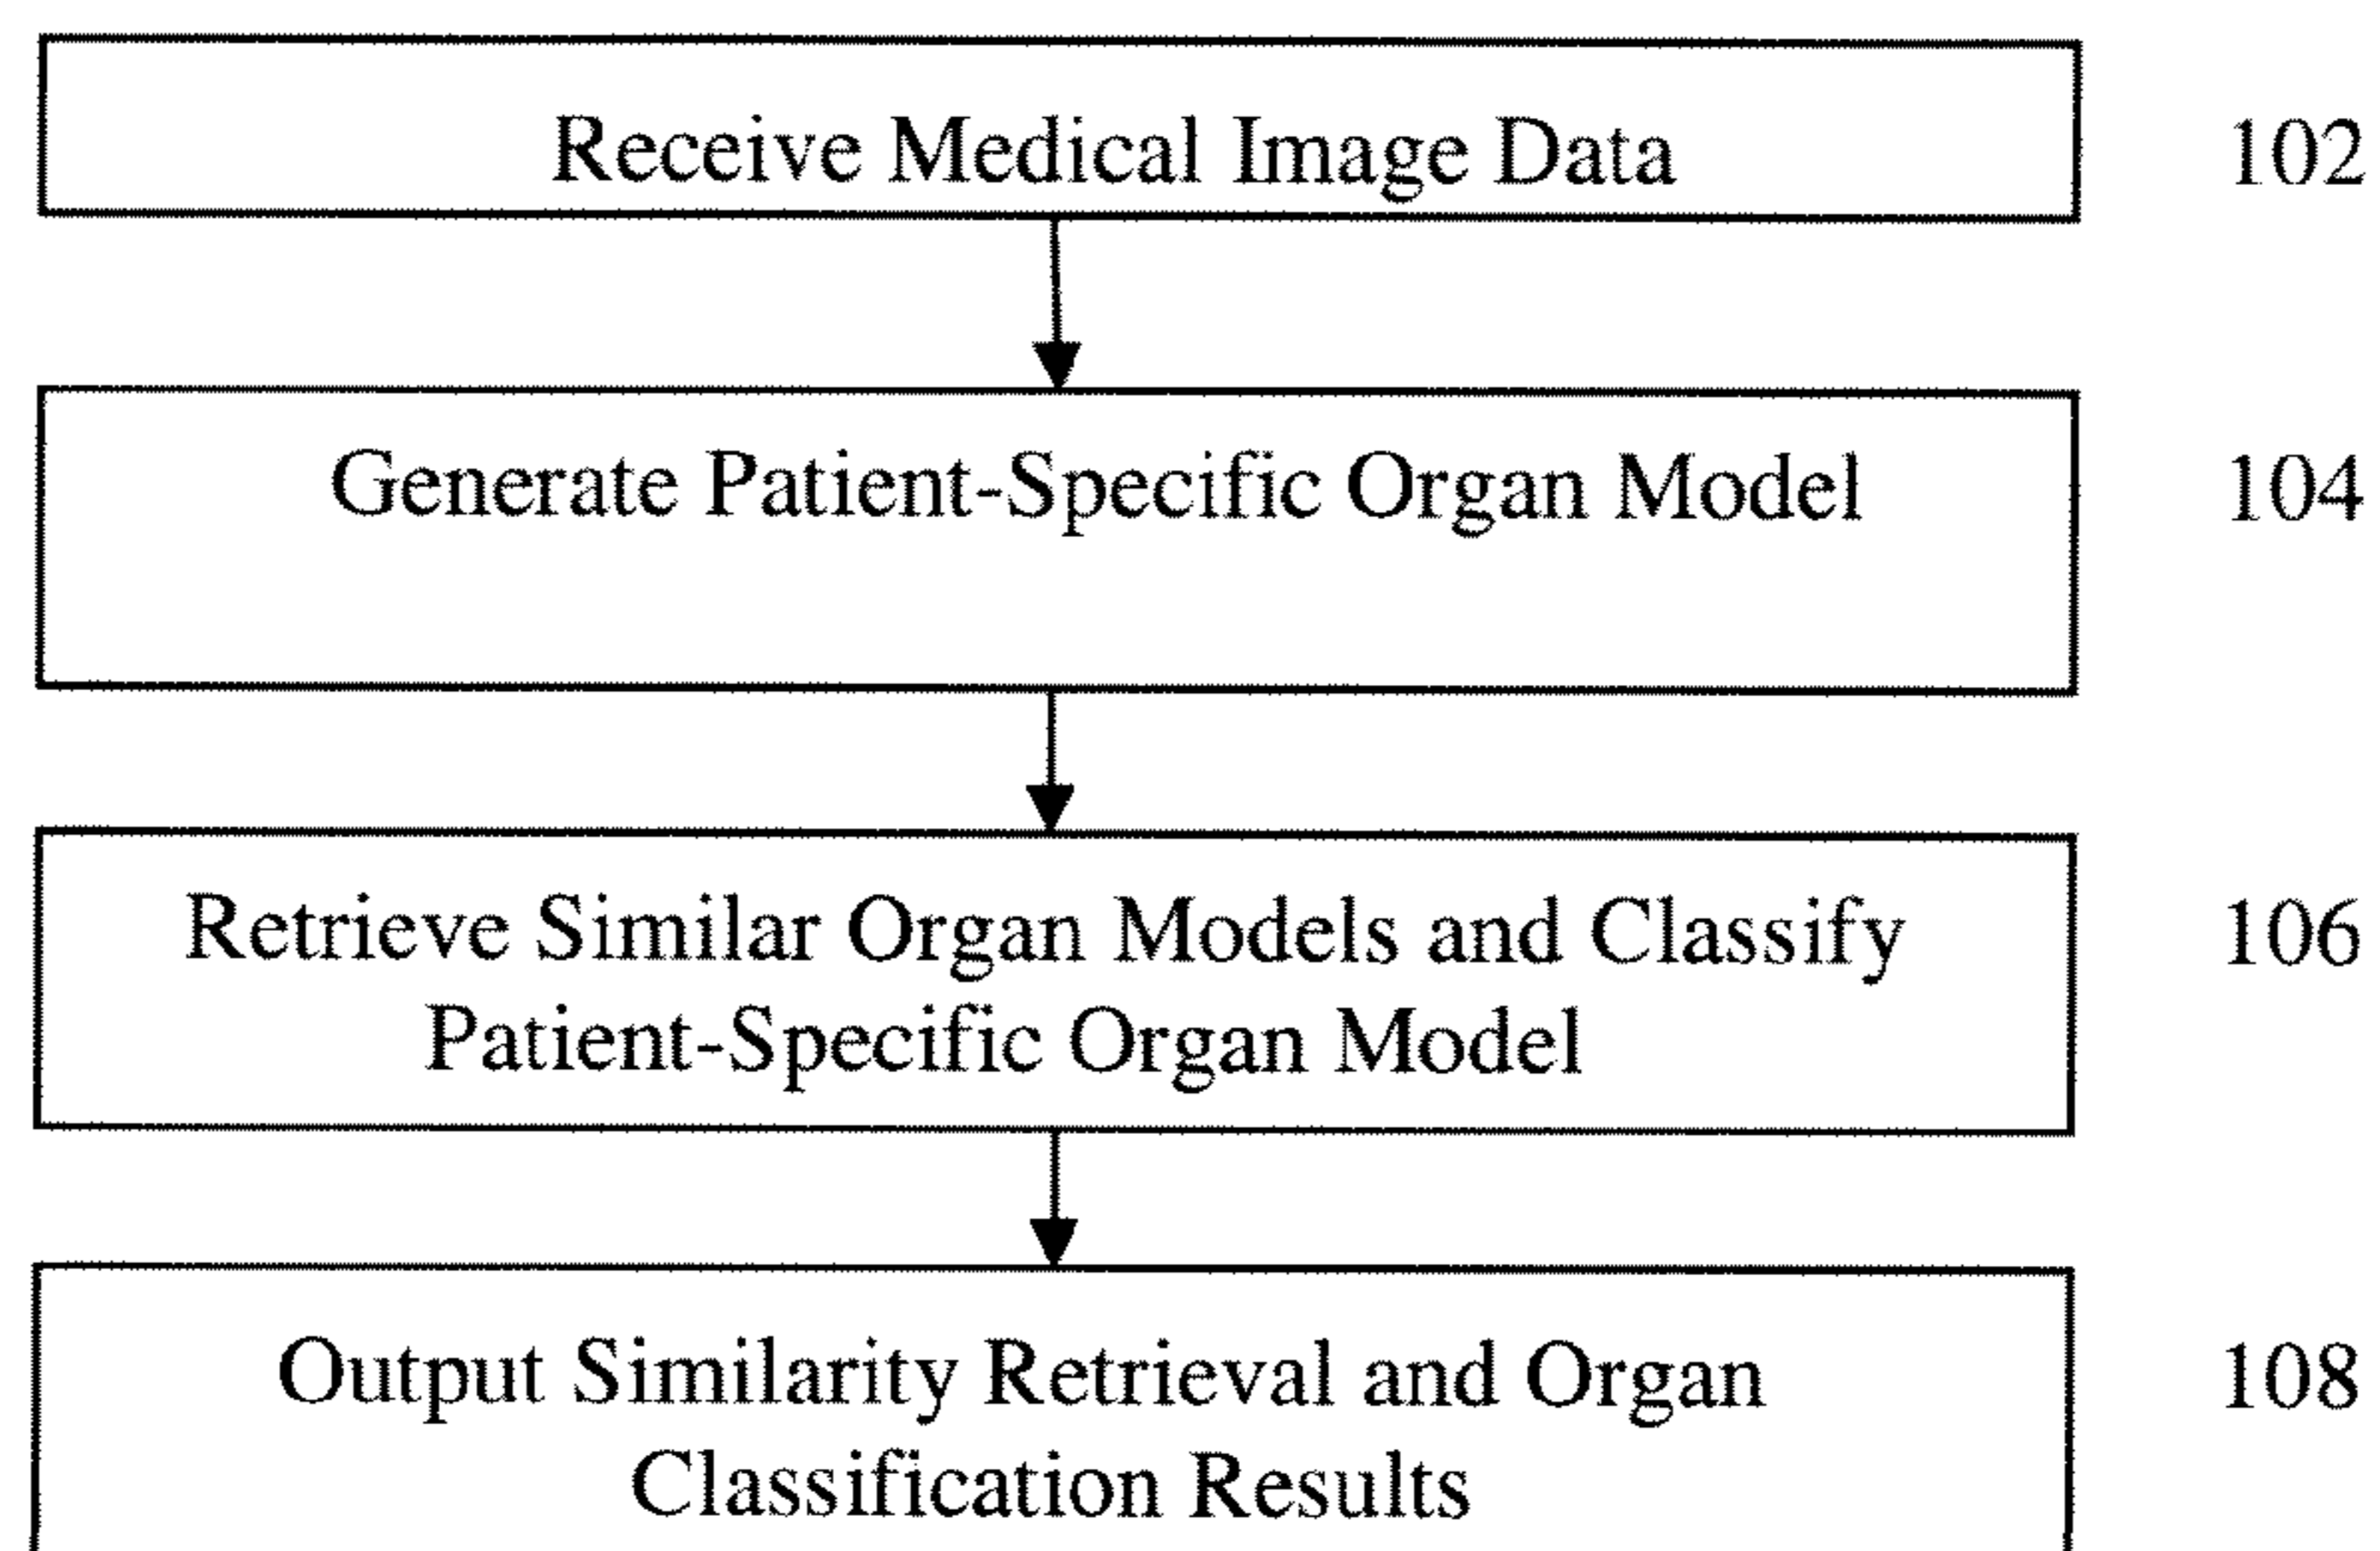 Receive Medical Image Data 102
Generate Patient-Specific Organ Model 104
Retrieve Similar Organ Models and Classify 106
Patient-Specific Organ Model
Output Similarity Retrieval and Organ 108
Classification Results